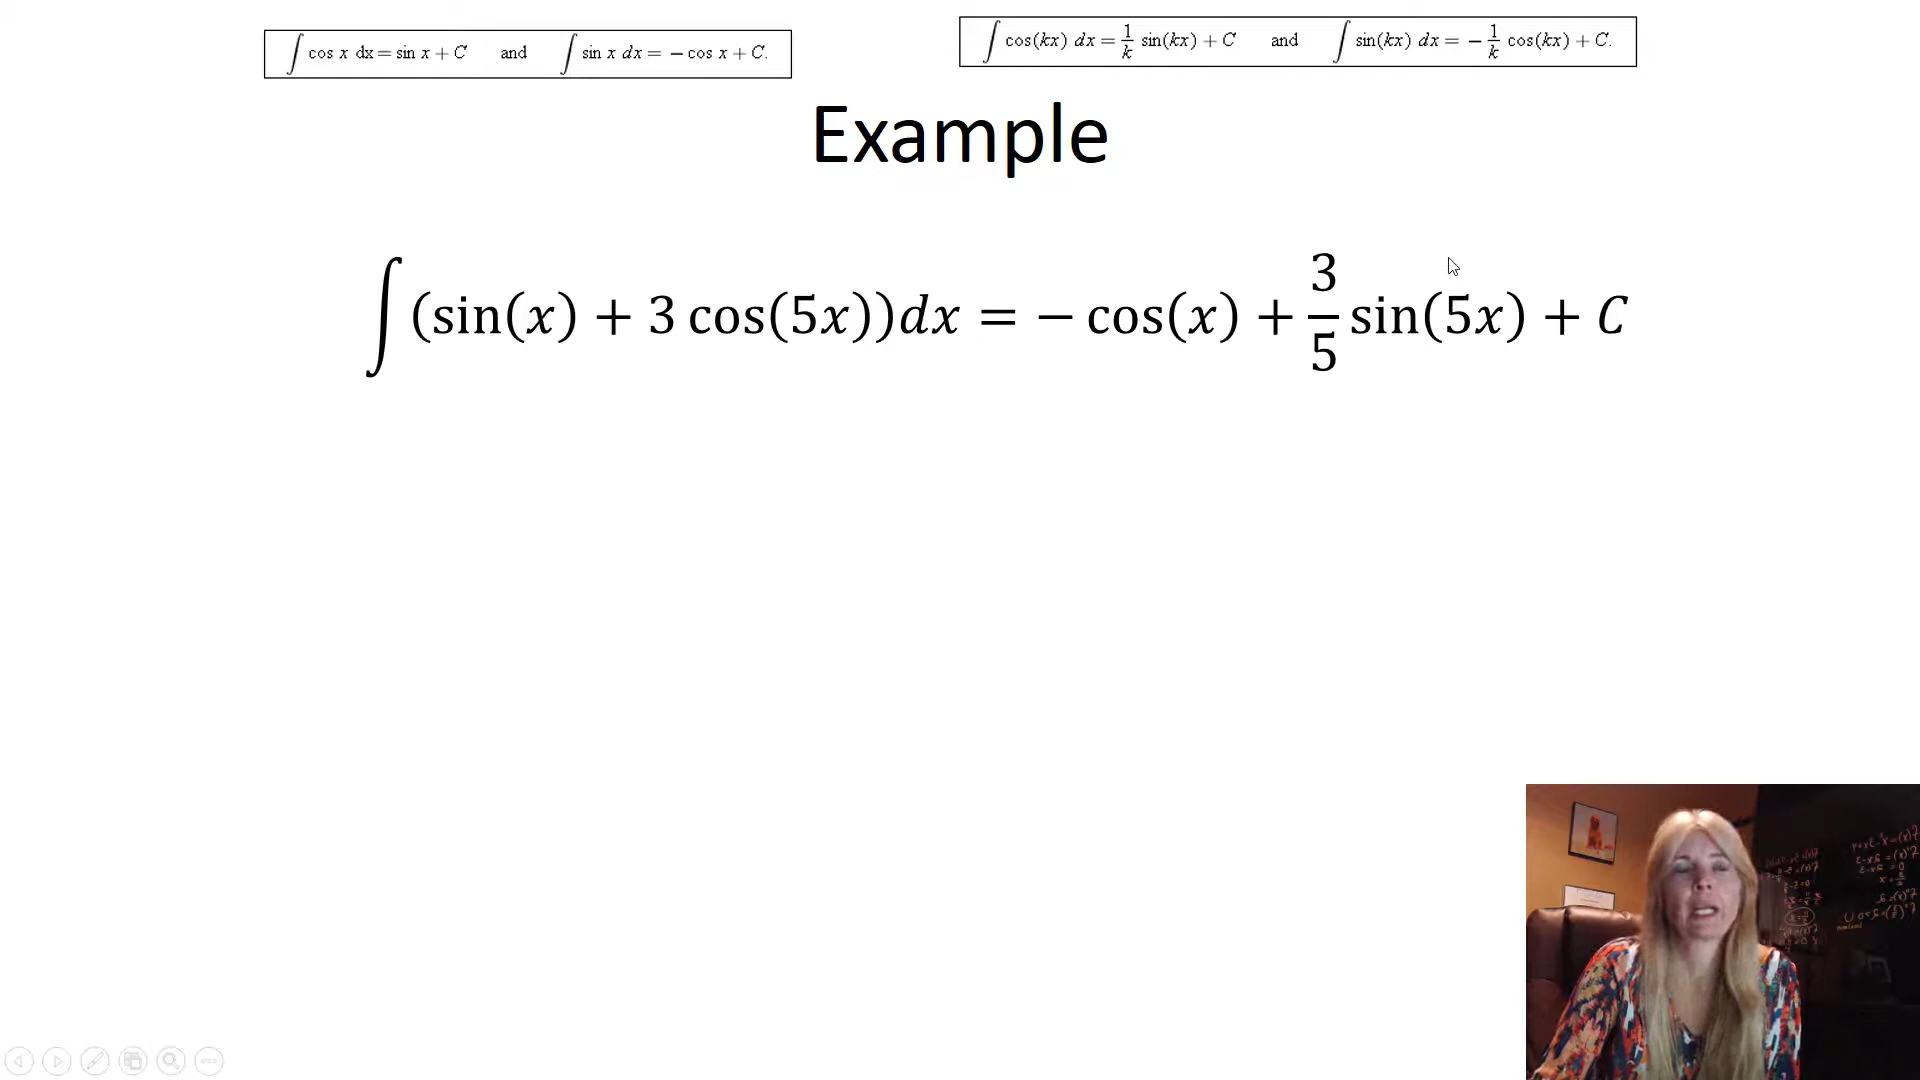 ∫ cos x dx = sin x + C and ∫ sin x dx = − cos x + C.
∫ cos(kx) dx = 1/k sin(kx) + C and ∫ sin(kx) dx = − 1/k cos(kx) + C.
Example
∫ (sin(x) + 3 cos(5x))dx = − cos(x) + 3/5 sin(5x) + C